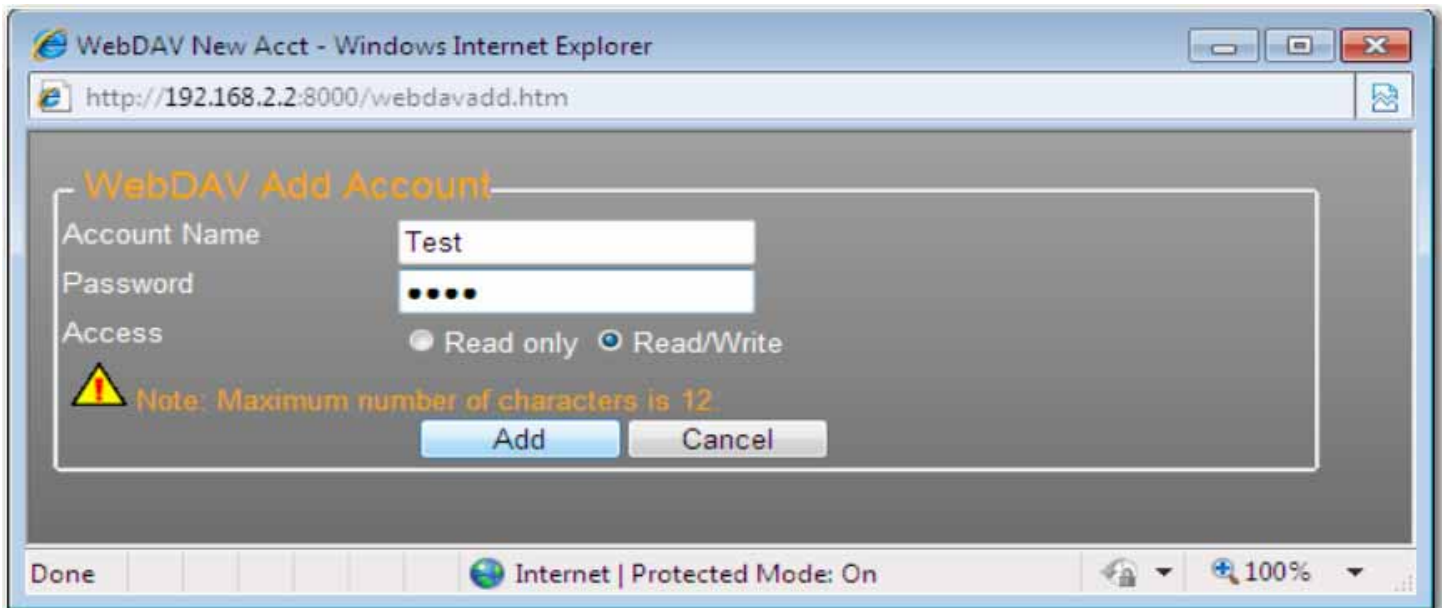 WebDAV New Acct - Windows Internet Explorer
http://192.168.2.2:8000/webdavadd.htm
WebDAV Add Account
Account Name Test
Password ••••
Access Read only Read/Write
Note: Maximum number of characters is 12.
Add Cancel
Done Internet | Protected Mode: On 100%